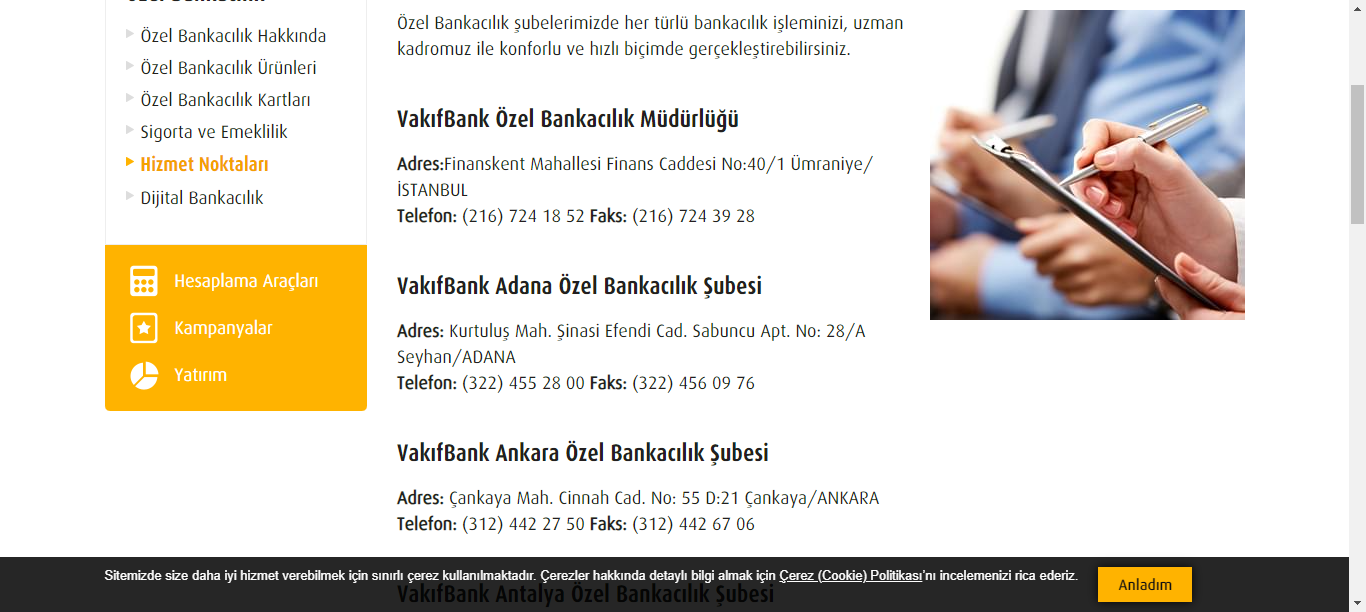 Özel Bankacılık Hakkında
Özel Bankacılık Ürünleri
Özel Bankacılık Kartları
Sigorta ve Emeklilik
Hizmet Noktaları
Dijital Bankacılık
Hesaplama Araçları
Kampanyalar
Yatırım
Özel Bankacılık şubelerimizde her türlü bankacılık işleminizi, uzman
kadromuz ile konforlu ve hızlı biçimde gerçekleştirebilirsiniz.
VakıfBank Özel Bankacılık Müdürlüğü
Adres:Finanskent Mahallesi Finans Caddesi No:40/1 Ümraniye/
İSTANBUL
Telefon: (216) 724 18 52 Faks: (216) 724 39 28
VakıfBank Adana Özel Bankacılık Şubesi
Adres: Kurtuluş Mah. Şinasi Efendi Cad. Sabuncu Apt. No: 28/A
Seyhan/ADANA
Telefon: (322) 455 28 00 Faks: (322) 456 09 76
VakıfBank Ankara Özel Bankacılık Şubesi
Adres: Çankaya Mah. Cinnah Cad. No: 55 D:21 Çankaya/ANKARA
Telefon: (312) 442 27 50 Faks: (312) 442 67 06
Sitemizde size daha iyi hizmet verebilmek için sınırlı çerez kullanılmaktadır. Çerezler hakkında detaylı bilgi almak için Çerez (Cookie) Politikası'nı incelemenizi rica ederiz.
Anladım
VakıfBank Antalya Özel Bankacılık Şubesi